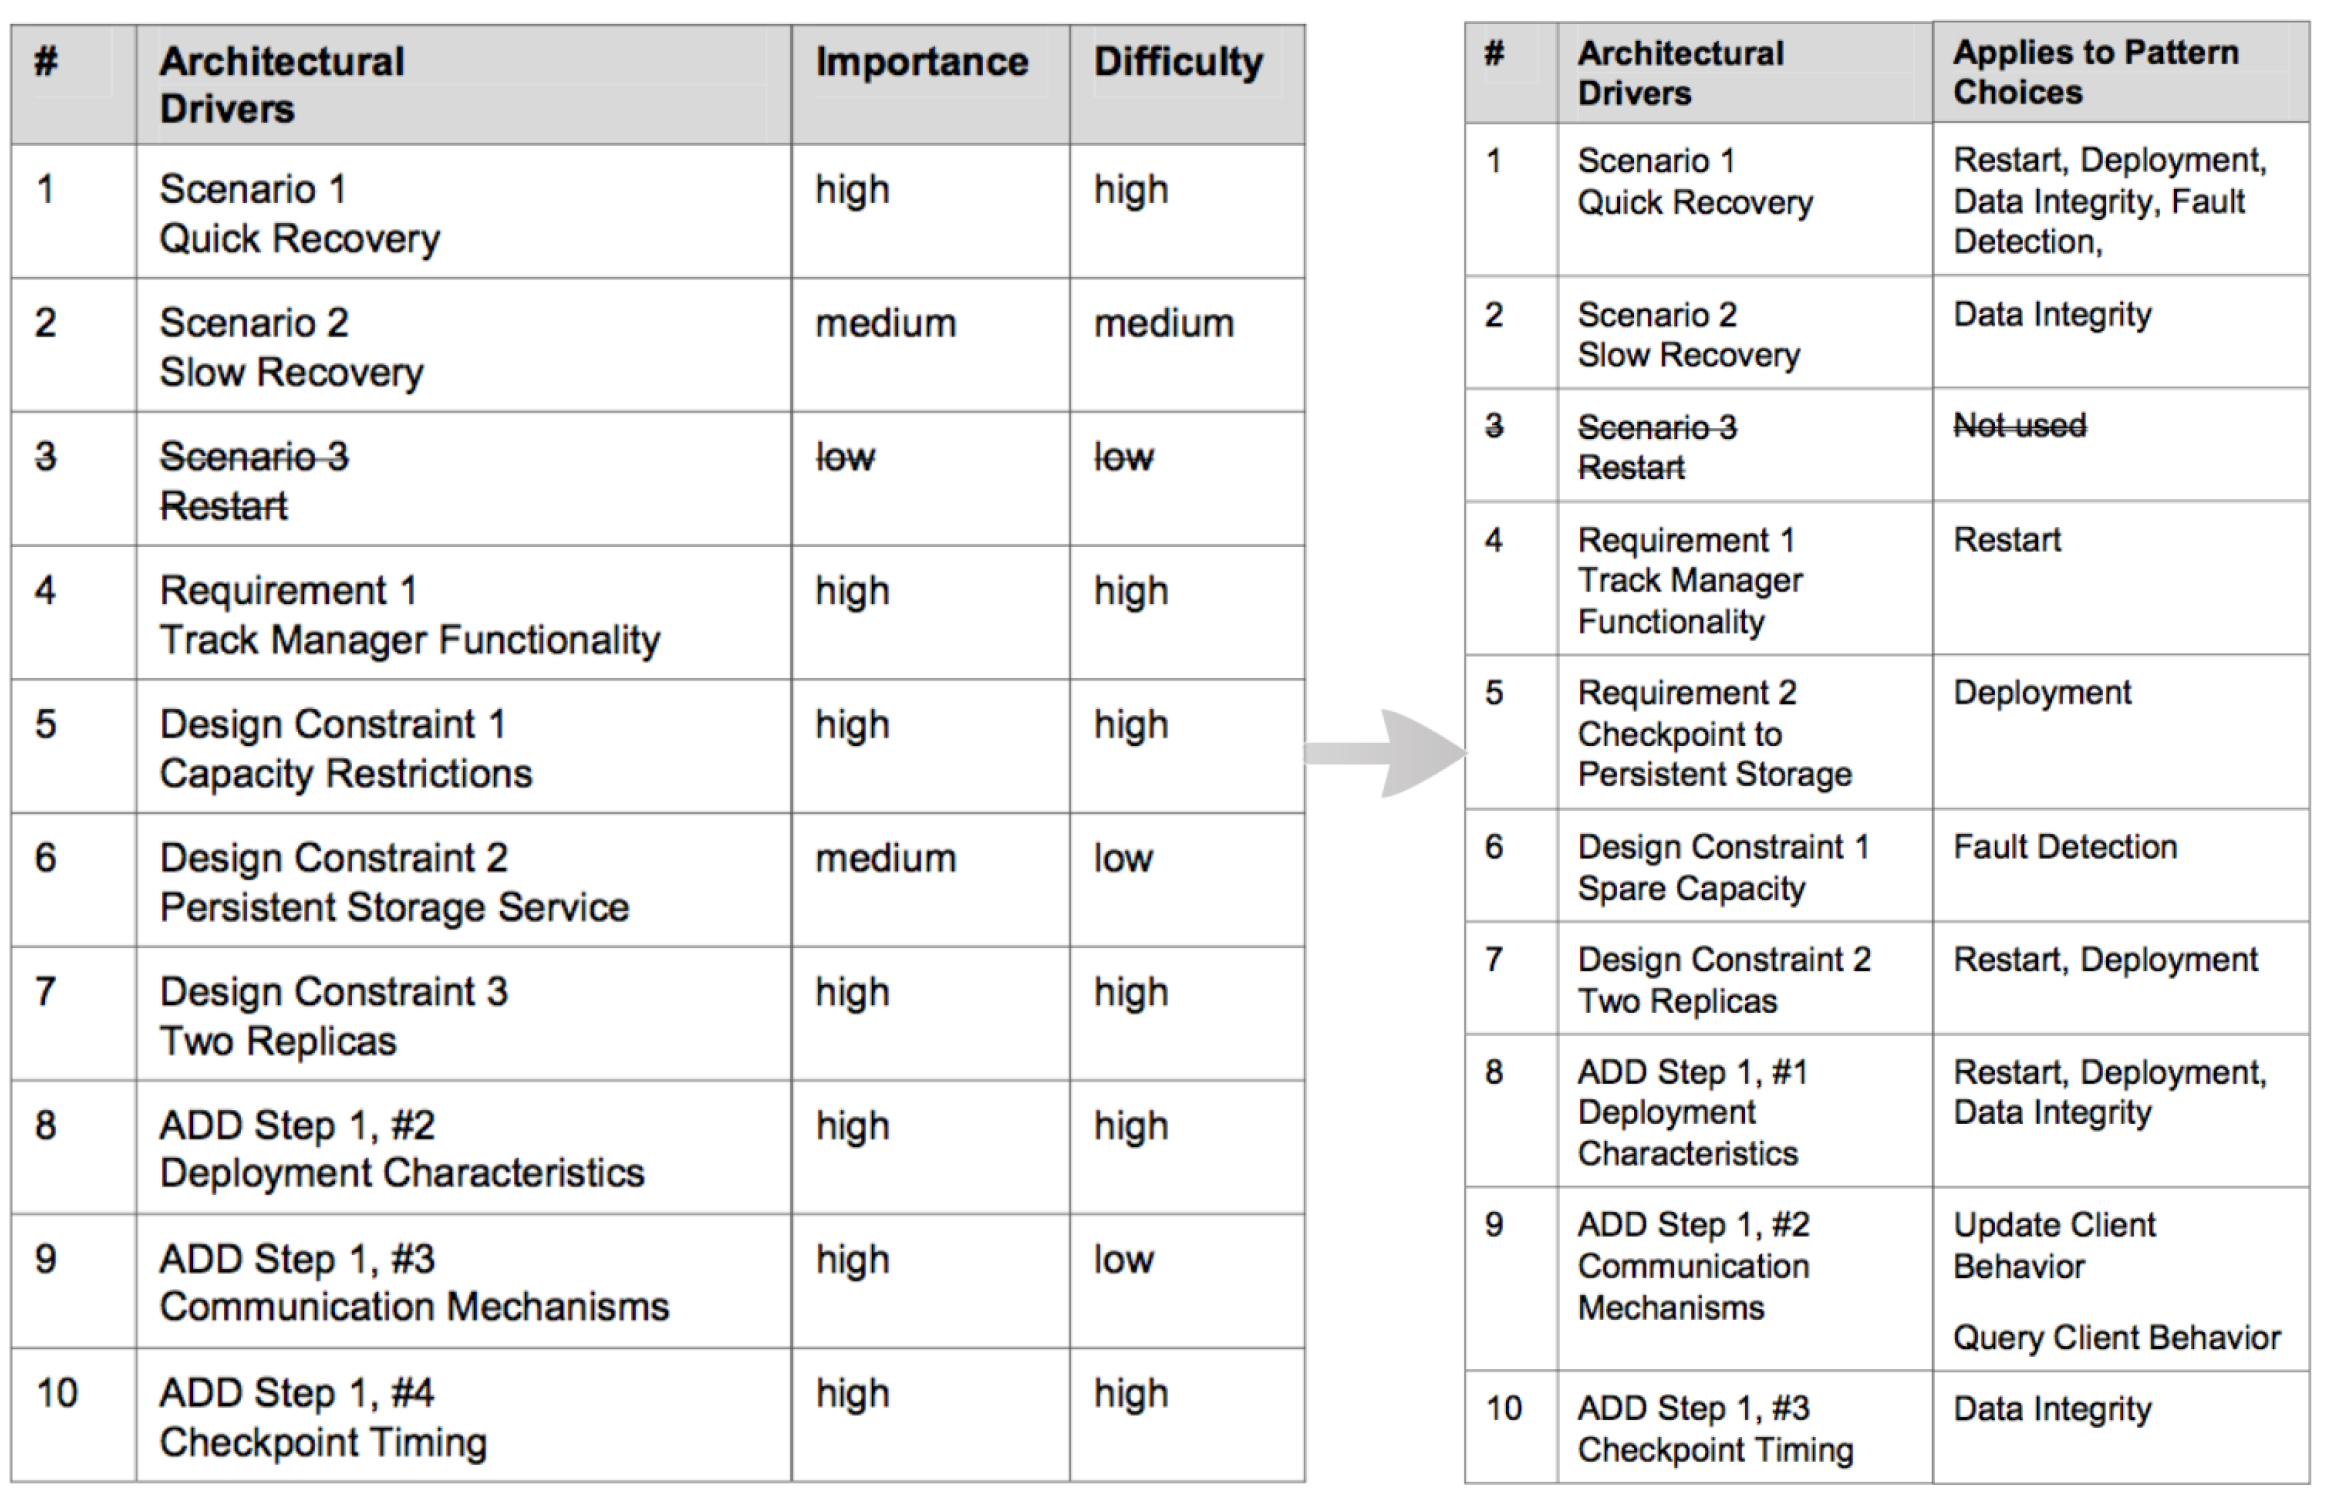 # Architectural Drivers Importance Difficulty
1 Scenario 1 high high
Quick Recovery
2 Scenario 2 medium medium
Slow Recovery
3 Scenario 3 low low
Restart
4 Requirement 1 high high
Track Manager Functionality
5 Design Constraint 1 high high
Capacity Restrictions
6 Design Constraint 2 medium low
Persistent Storage Service
7 Design Constraint 3 high high
Two Replicas
8 ADD Step 1, #2 high high
Deployment Characteristics
9 ADD Step 1, #3 high low
Communication Mechanisms
10 ADD Step 1, #4 high high
Checkpoint Timing
# Architectural Applies to Pattern
Drivers Choices
1 Scenario 1 Restart, Deployment,
Quick Recovery Data Integrity, Fault
Detection,
2 Scenario 2 Data Integrity
Slow Recovery
3 Scenario 3 Not used
Restart
4 Requirement 1 Restart
Track Manager
Functionality
5 Requirement 2 Deployment
Checkpoint to
Persistent Storage
6 Design Constraint 1 Fault Detection
Spare Capacity
7 Design Constraint 2 Restart, Deployment
Two Replicas
8 ADD Step 1, #1 Restart, Deployment,
Deployment Data Integrity
Characteristics
9 ADD Step 1, #2 Update Client
Communication Behavior
Mechanisms
Query Client Behavior
10 ADD Step 1, #3 Data Integrity
Checkpoint Timing